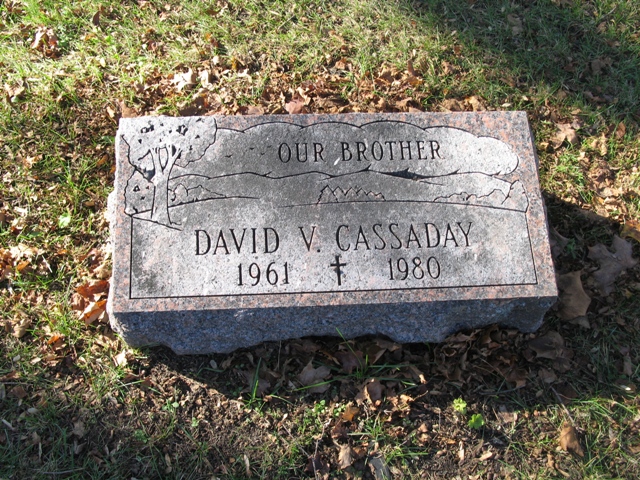 OUR BROTHER
DAVID V. CASSADAY
1961 1980